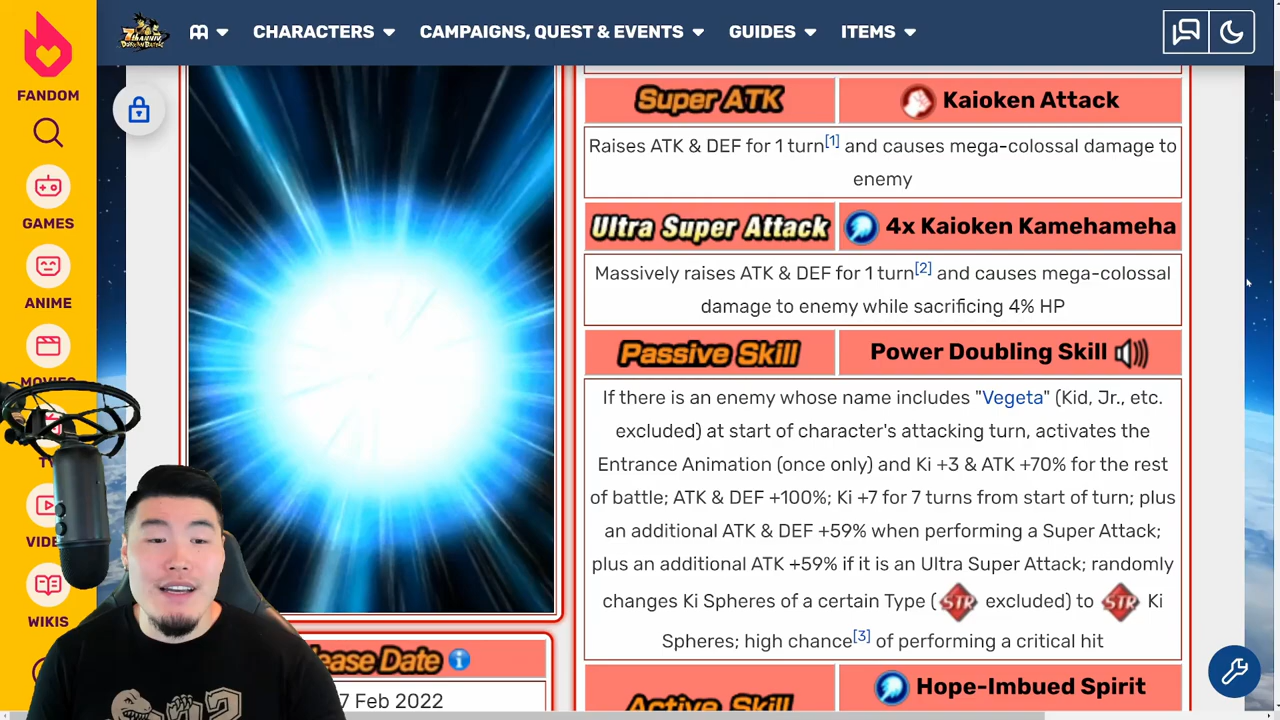 FANDOM
GAMES
ANIME
MOVIES
WIKIS
CHARACTERS
CAMPAIGNS, QUEST & EVENTS
GUIDES
ITEMS
Super ATK
Kaioken Attack
Raises ATK & DEF for 1 turn[1] and causes mega-colossal damage to
enemy
Ultra Super Attack
4x Kaioken Kamehameha
Massively raises ATK & DEF for 1 turn[2] and causes mega-colossal
damage to enemy while sacrificing 4% HP
Passive Skill
Power Doubling Skill
If there is an enemy whose name includes "Vegeta" (Kid, Jr., etc.
excluded) at start of character's attacking turn, activates the
Entrance Animation (once only) and Ki +3 & ATK +70% for the rest
of battle; ATK & DEF +100%; Ki +7 for 7 turns from start of turn; plus
an additional ATK & DEF +59% when performing a Super Attack;
plus an additional ATK +59% if it is an Ultra Super Attack; randomly
changes Ki Spheres of a certain Type (STR excluded) to STR Ki
Spheres; high chance[3] of performing a critical hit
Active Skill
Hope-Imbued Spirit
ease Date
7 Feb 2022